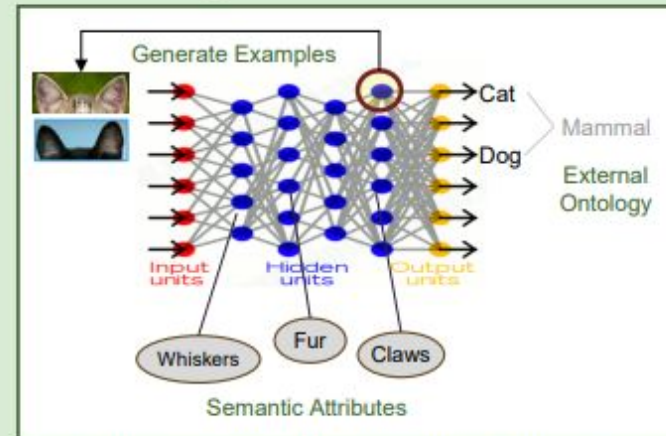 Generate Examples
Cat
Mammal
Dog
External
Ontology
Input
units
Hidden
units
Output
units
Whiskers
Fur
Claws
Semantic Attributes